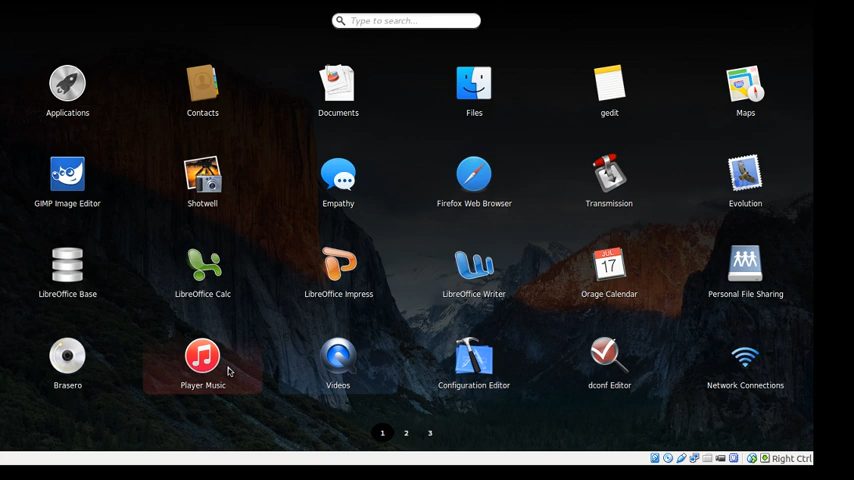 Type to search...
Applications
Contacts
Documents
Files
gedit
Maps
GIMP Image Editor
Shotwell
Empathy
Firefox Web Browser
Transmission
Evolution
LibreOffice Base
LibreOffice Calc
LibreOffice Impress
LibreOffice Writer
JUL
17
Orage Calendar
Personal File Sharing
Brasero
Player Music
Videos
Configuration Editor
dconf Editor
Network Connections
1
2
3
Right Ctrl